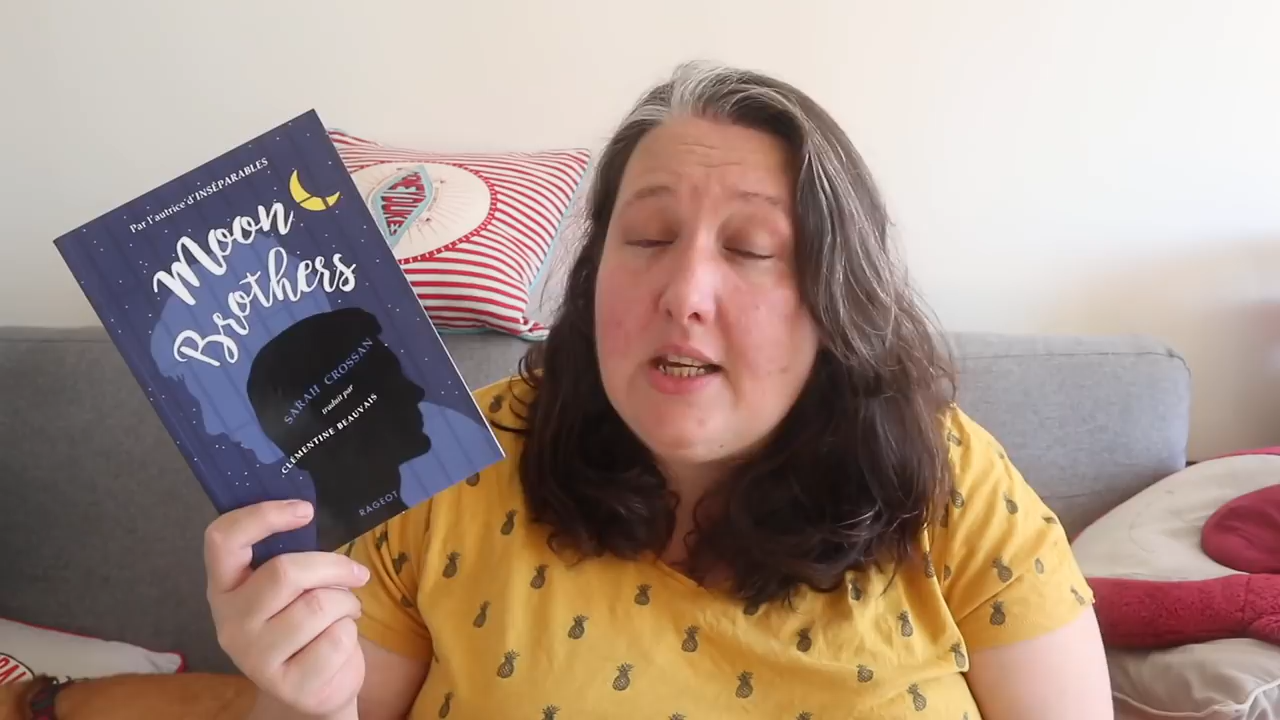 Par l'autrice d'INSÉPARABLES
Moon
Brothers
SARAH CROSSAN
traduit par
CLÉMENTINE BEAUVAIS
RAGEOT